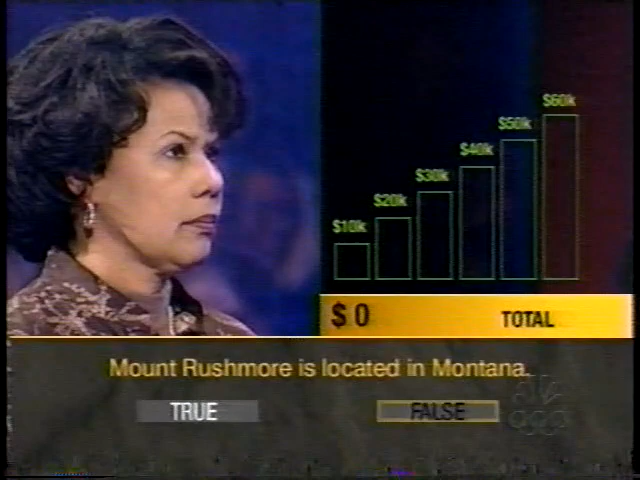 $60k
$50k
$40k
$30k
$20k
$10k
$ 0 TOTAL
Mount Rushmore is located in Montana.
TRUE FALSE